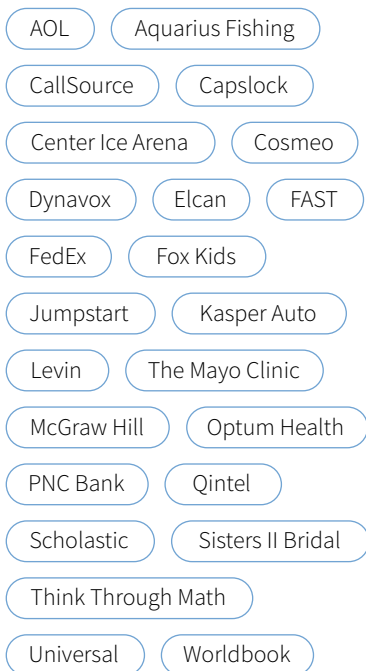 AOL Aquarius Fishing
CallSource Capslock
Center Ice Arena Cosmeo
Dynavox Elcan FAST
FedEx Fox Kids
Jumpstart Kasper Auto
Levin The Mayo Clinic
McGraw Hill Optum Health
PNC Bank Qintel
Scholastic Sisters II Bridal
Think Through Math
Universal Worldbook